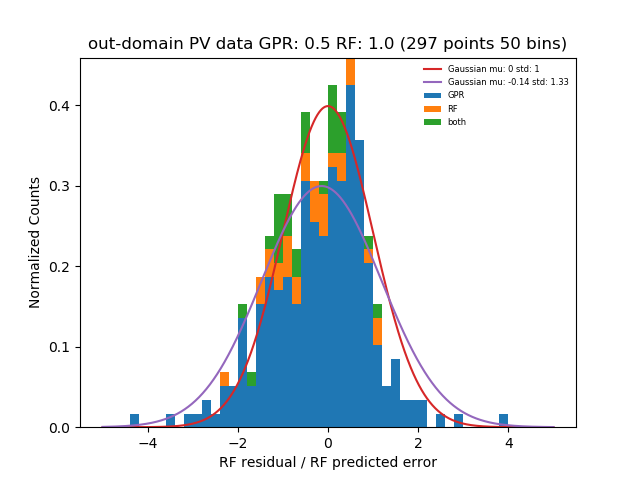 out-domain PV data GPR: 0.5 RF: 1.0 (297 points 50 bins)
Gaussian mu: 0 std: 1
Gaussian mu: -0.14 std: 1.33
GPR
RF
both
Normalized Counts
0.4
0.3
0.2
0.1
0.0
−4 −2 0 2 4
RF residual / RF predicted error